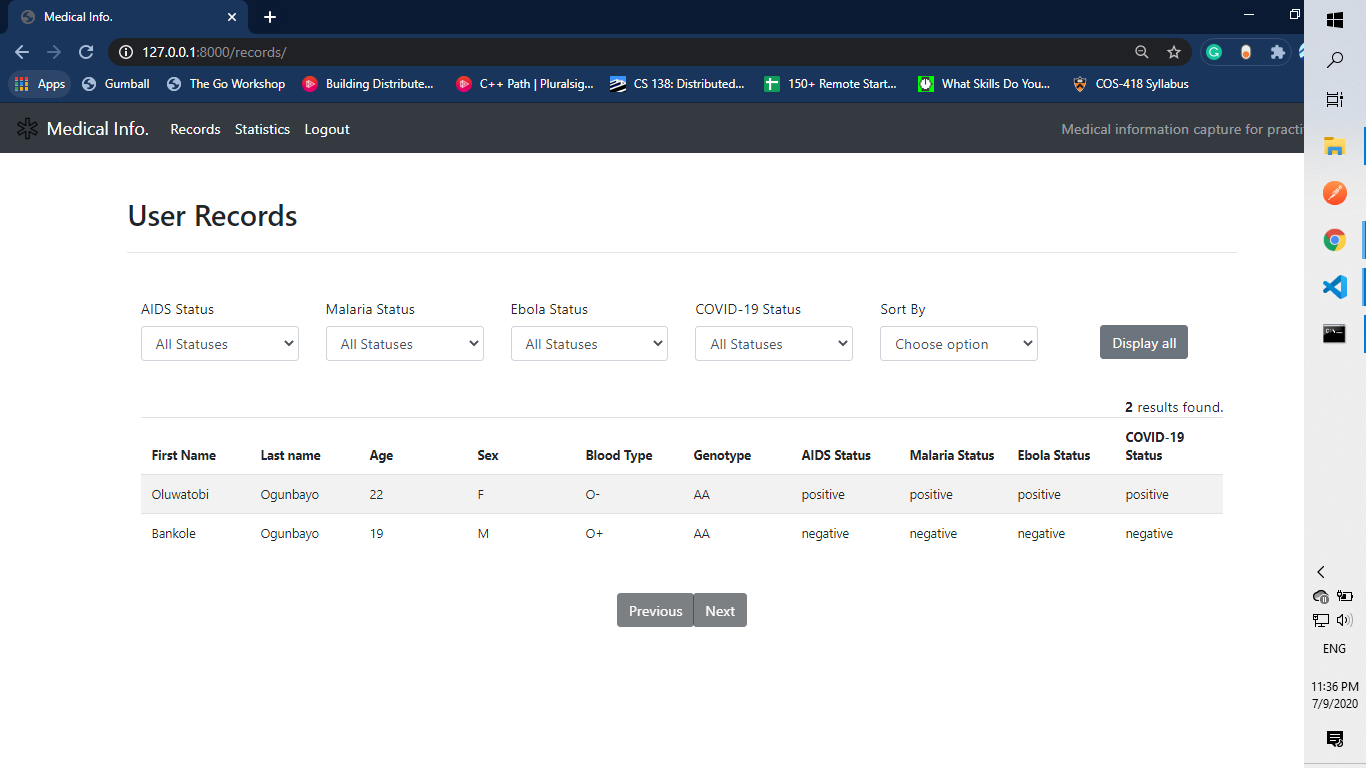 Medical Info.
127.0.0.1:8000/records/
Apps Gumball The Go Workshop Building Distribute... C++ Path | Pluralsig... CS 138: Distributed... 150+ Remote Start... What Skills Do You... COS-418 Syllabus
Medical Info. Records Statistics Logout Medical information capture for practi
User Records
AIDS Status Malaria Status Ebola Status COVID-19 Status Sort By
All Statuses All Statuses All Statuses All Statuses Choose option Display all
2 results found.
First Name Last name Age Sex Blood Type Genotype AIDS Status Malaria Status Ebola Status COVID-19 Status
Oluwatobi Ogunbayo 22 F O- AA positive positive positive positive
Bankole Ogunbayo 19 M O+ AA negative negative negative negative
Previous Next
ENG
11:36 PM
7/9/2020